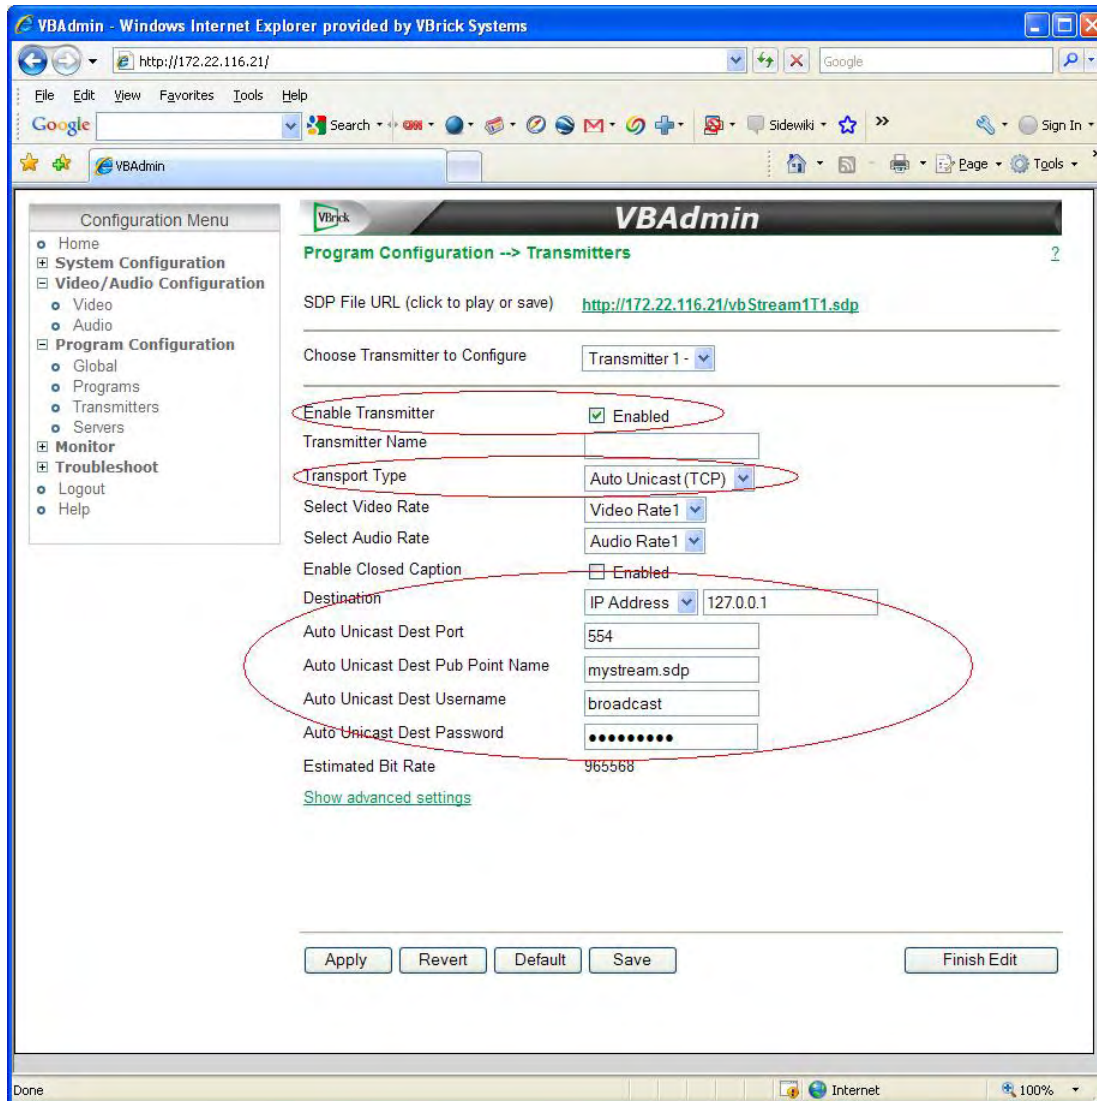 VBAdmin - Windows Internet Explorer provided by VBrick Systems
http://172.22.116.21/
Google
File Edit View Favorites Tools Help
Google Search CNN Sidewiki » Sign In
VBAdmin Page Tools »
Configuration Menu
Home
System Configuration
Video/Audio Configuration
Video
Audio
Program Configuration
Global
Programs
Transmitters
Servers
Monitor
Troubleshoot
Logout
Help
VBrick VBAdmin
Program Configuration --> Transmitters ?
SDP File URL (click to play or save) http://172.22.116.21/vbStream1T1.sdp
Choose Transmitter to Configure Transmitter 1 -
Enable Transmitter Enabled
Transmitter Name
Transport Type Auto Unicast (TCP)
Select Video Rate Video Rate1
Select Audio Rate Audio Rate1
Enable Closed Caption Enabled
Destination IP Address 127.0.0.1
Auto Unicast Dest Port 554
Auto Unicast Dest Pub Point Name mystream.sdp
Auto Unicast Dest Username broadcast
Auto Unicast Dest Password •••••••••
Estimated Bit Rate 965568
Show advanced settings
Apply Revert Default Save Finish Edit
Done Internet 100%